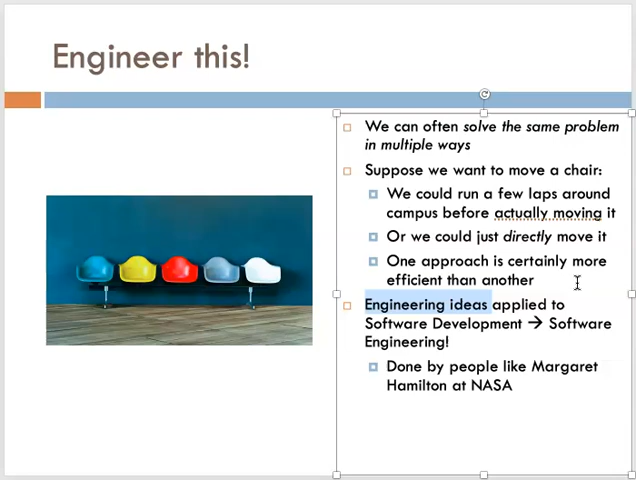 Engineer this!
We can often solve the same problem
in multiple ways
Suppose we want to move a chair:
We could run a few laps around
campus before actually moving it
Or we could just directly move it
One approach is certainly more
efficient than another
Engineering ideas applied to
Software Development → Software
Engineering!
Done by people like Margaret
Hamilton at NASA